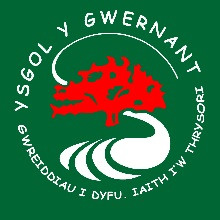 YSGOL Y GWERNANT
GWREIDDIAU I DYFU. IAITH I'W THRYSORI